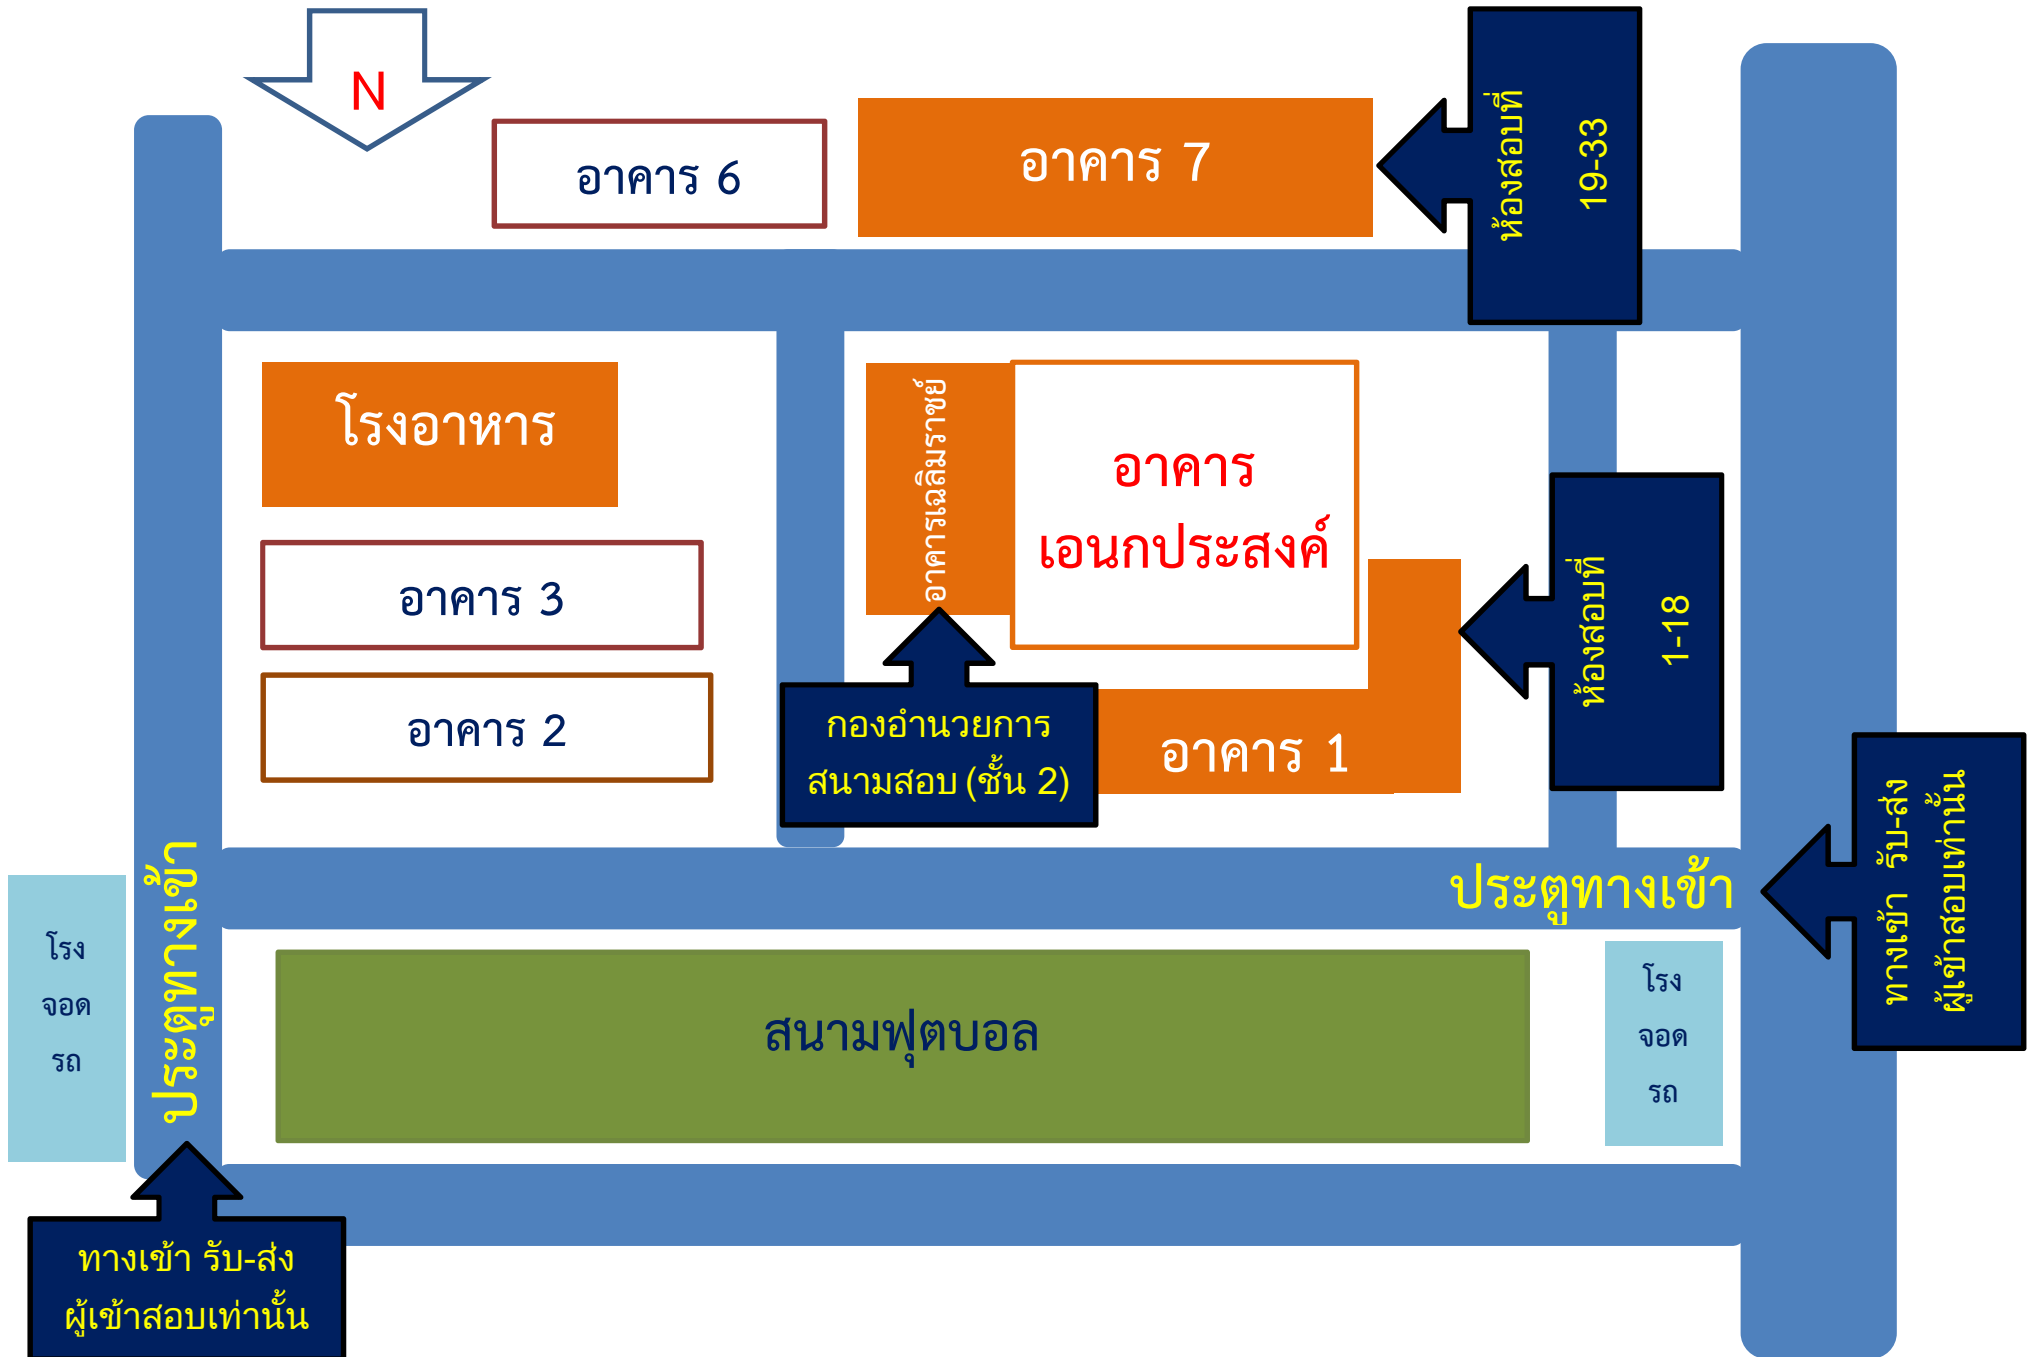 N
อาคาร 6
อาคาร 7
ห้องสอบที่
19-33
โรงอาหาร
อาคารเฉลิมราชย์
อาคาร
เอนกประสงค์
อาคาร 3
ห้องสอบที่
1-18
อาคาร 2
กองอำนวยการ
สนามสอบ (ชั้น 2)
อาคาร 1
ทางเข้า รับ-ส่ง
ผู้เข้าสอบเท่านั้น
ประตูทางเข้า
ประตูทางเข้า
โรง
จอด
รถ
สนามฟุตบอล
โรง
จอด
รถ
ทางเข้า รับ-ส่ง
ผู้เข้าสอบเท่านั้น